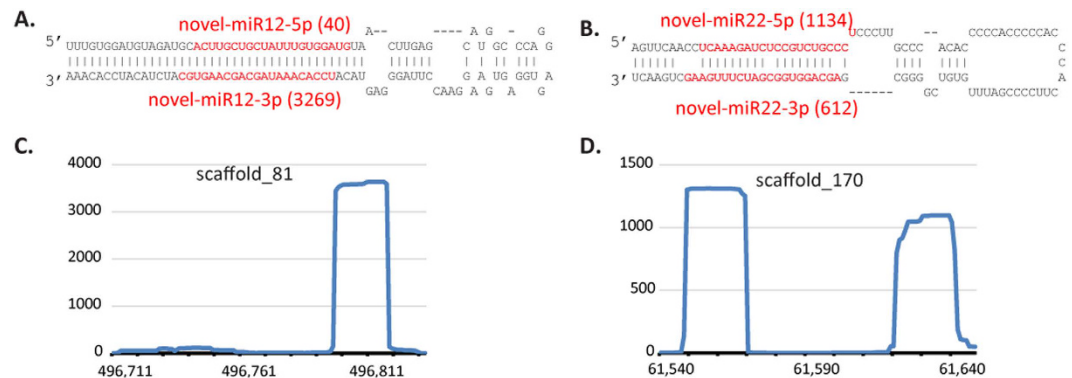 A.
novel-miR12-5p (40)
A-- ---- A G - G
5' UUUGUGGAUGUAGAUGCACUUGCUGCUAUUUGUGGAUGUA CUUGAG C U GC CCA G
3' AAACACCUACAUCUACGUGAACGACGAUAAACACCUACAU GGAUUC G A UG GGU A
GAG CAAG A G A G
novel-miR12-3p (3269)
B.
novel-miR22-5p (1134)
UCCCUU -- CCCCACCCCCAC
5' AGUUCAACCUCAAAGAUCUCCGUCUGCCC GCCC ACAC C
C
3' UCAAGUCGAAGUUUCUAGCGGUGGACGAG CGGG UGUG A
------ GC UUUAGCCCCUUC
novel-miR22-3p (612)
C.
scaffold_81
4000
3000
2000
1000
0
496,711 496,761 496,811
D.
scaffold_170
1500
1000
500
0
61,540 61,590 61,640